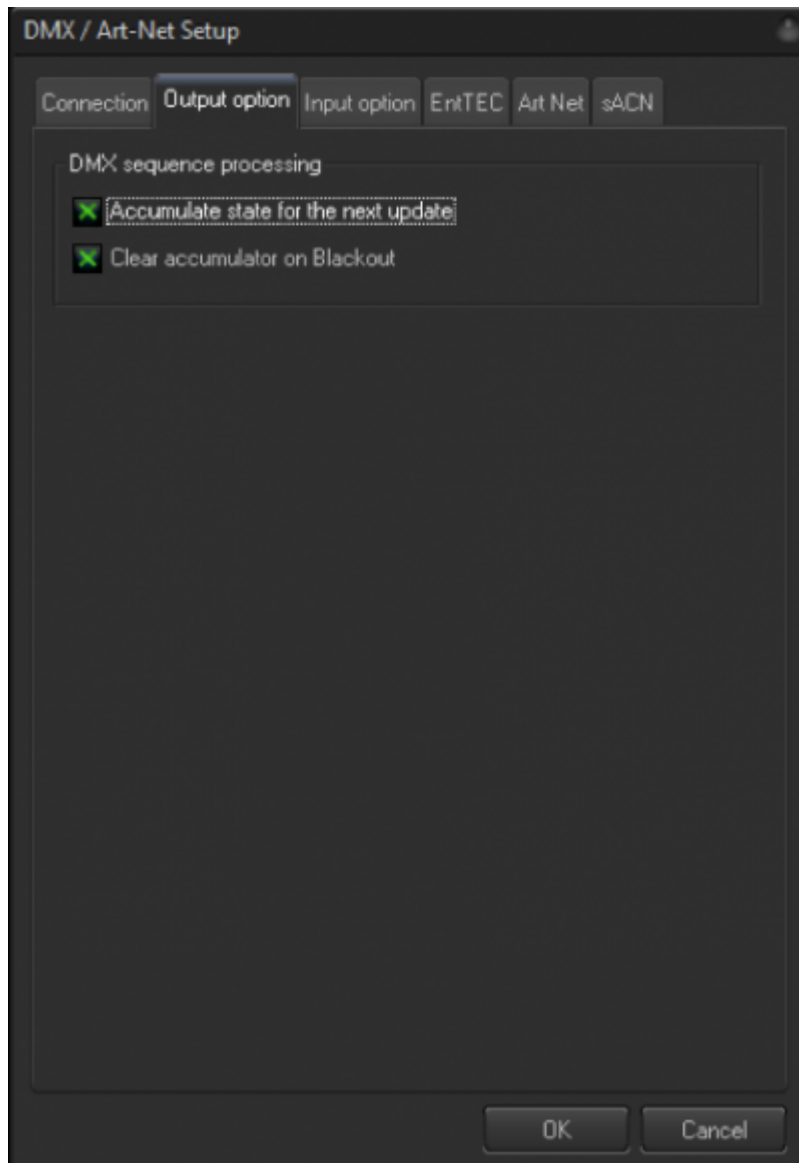 DMX / Art-Net Setup
Connection Output option Input option EntTEC Art Net sACN
DMX sequence processing
Accumulate state for the next update
Clear accumulator on Blackout
OK Cancel